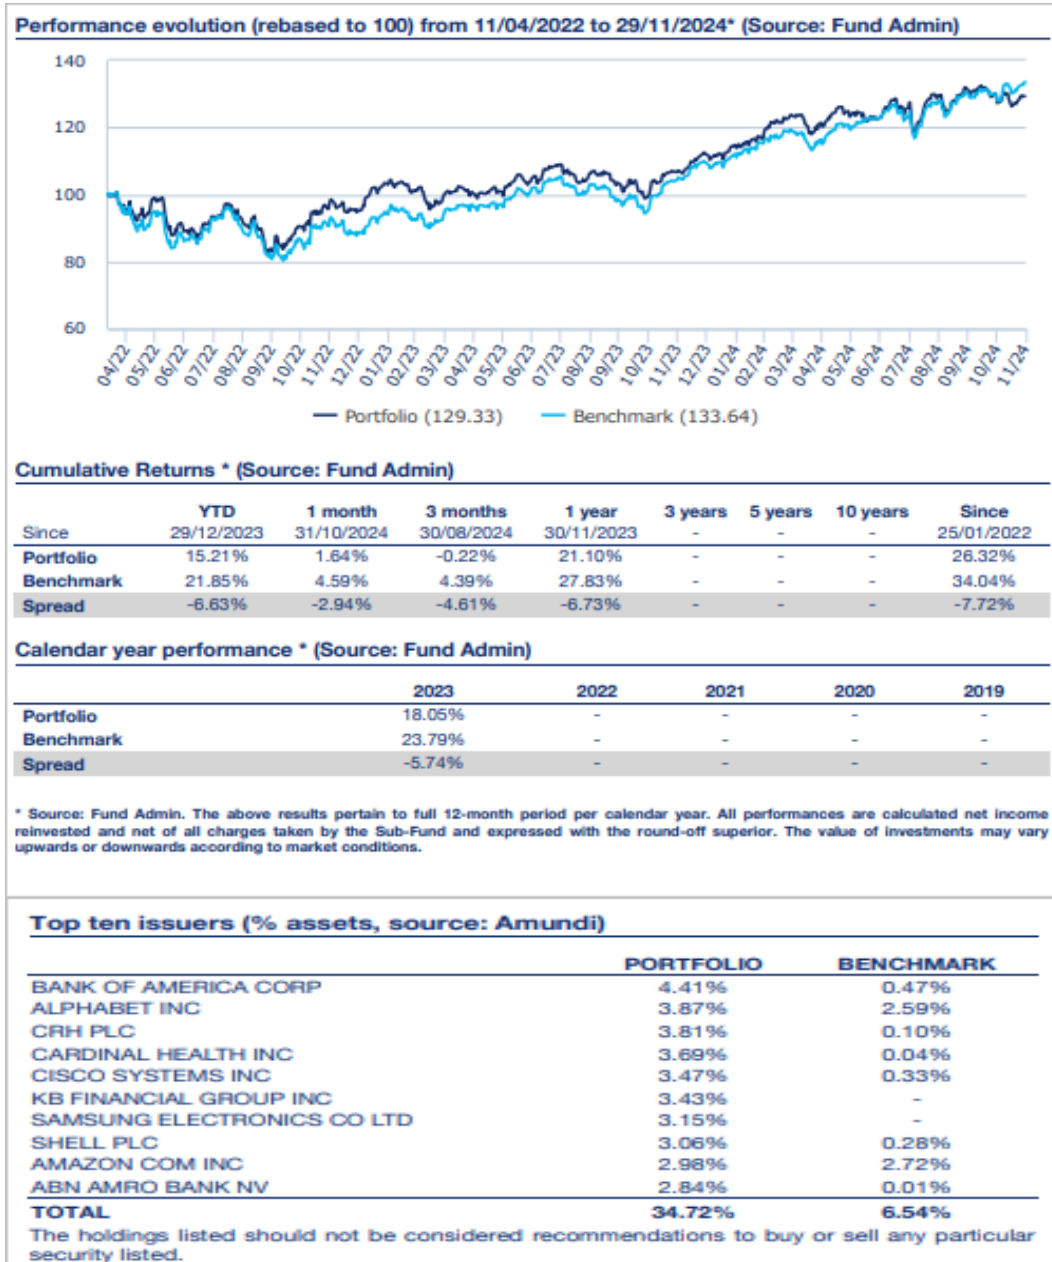 Performance evolution (rebased to 100) from 11/04/2022 to 29/11/2024* (Source: Fund Admin)
140
120
100
80
60
04/22 05/22 06/22 07/22 08/22 09/22 10/22 11/22 12/22 01/23 02/23 03/23 04/23 05/23 06/23 07/23 08/23 09/23 10/23 11/23 12/23 01/24 02/24 03/24 04/24 05/24 06/24 07/24 08/24 09/24 10/24 11/24
Portfolio (129.33) Benchmark (133.64)
Cumulative Returns * (Source: Fund Admin)
YTD 1 month 3 months 1 year 3 years 5 years 10 years Since
Since 29/12/2023 31/10/2024 30/08/2024 30/11/2023 - - - 25/01/2022
Portfolio 15.21% 1.64% -0.22% 21.10% - - - 26.32%
Benchmark 21.85% 4.59% 4.39% 27.83% - - - 34.04%
Spread -6.63% -2.94% -4.61% -6.73% - - - -7.72%
Calendar year performance * (Source: Fund Admin)
2023 2022 2021 2020 2019
Portfolio 18.05% - - - -
Benchmark 23.79% - - - -
Spread -5.74% - - - -
* Source: Fund Admin. The above results pertain to full 12-month period per calendar year. All performances are calculated net income
reinvested and net of all charges taken by the Sub-Fund and expressed with the round-off superior. The value of investments may vary
upwards or downwards according to market conditions.
Top ten issuers (% assets, source: Amundi)
PORTFOLIO BENCHMARK
BANK OF AMERICA CORP 4.41% 0.47%
ALPHABET INC 3.87% 2.59%
CRH PLC 3.81% 0.10%
CARDINAL HEALTH INC 3.69% 0.04%
CISCO SYSTEMS INC 3.47% 0.33%
KB FINANCIAL GROUP INC 3.43% -
SAMSUNG ELECTRONICS CO LTD 3.15% -
SHELL PLC 3.06% 0.28%
AMAZON COM INC 2.98% 2.72%
ABN AMRO BANK NV 2.84% 0.01%
TOTAL 34.72% 6.54%
The holdings listed should not be considered recommendations to buy or sell any particular
security listed.